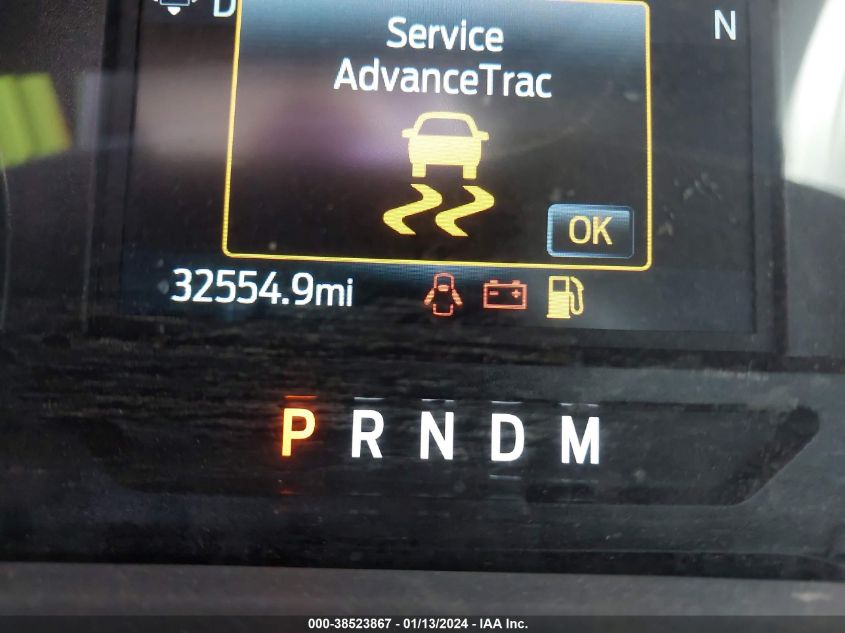 D
N
Service
AdvanceTrac
OK
32554.9mi
P R N D M
000-38523867 - 01/13/2024 - IAA Inc.